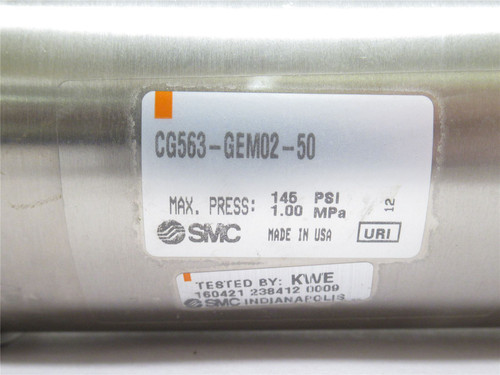 CG563-GEM02-50
MAX. PRESS: 145 PSI
1.00 MPa
12
SMC MADE IN USA URI
TESTED BY: KWE
160421 238412 0009
SMC INDIANAPOLIS